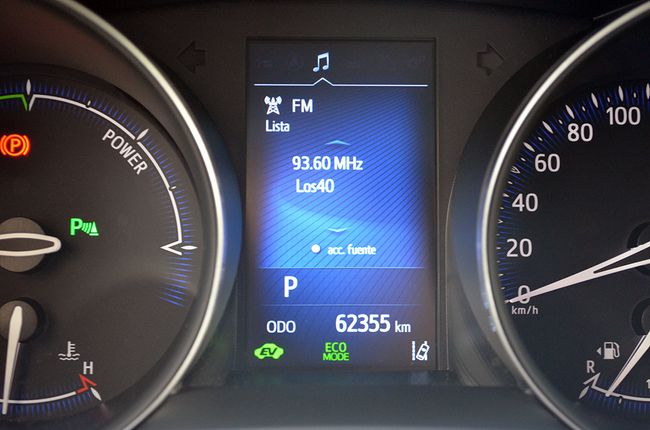 FM
Lista
93.60 MHz
Los40
acc. fuente
P
ODO 62355 km
EV
ECO
MODE
POWER
(P)
P
H
100
80
60
40
20
0
km/h
R